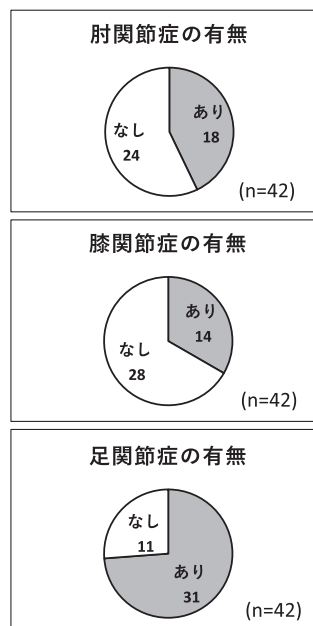 肘関節症の有無
あり
18
なし
24
(n=42)
膝関節症の有無
あり
14
なし
28
(n=42)
足関節症の有無
なし
11
あり
31
(n=42)